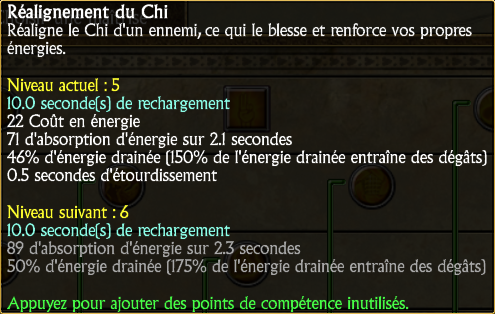 Réalignement du Chi
Réaligne le Chi d'un ennemi, ce qui le blesse et renforce vos propres
énergies.
Niveau actuel : 5
10.0 seconde(s) de rechargement
22 Coût en énergie
71 d'absorption d'énergie sur 2.1 secondes
46% d'énergie drainée (150% de l'énergie drainée entraîne des dégâts)
0.5 secondes d'étourdissement
Niveau suivant : 6
10.0 seconde(s) de rechargement
89 d'absorption d'énergie sur 2.3 secondes
50% d'énergie drainée (175% de l'énergie drainée entraîne des dégâts)
Appuyez pour ajouter des points de compétence inutilisés.